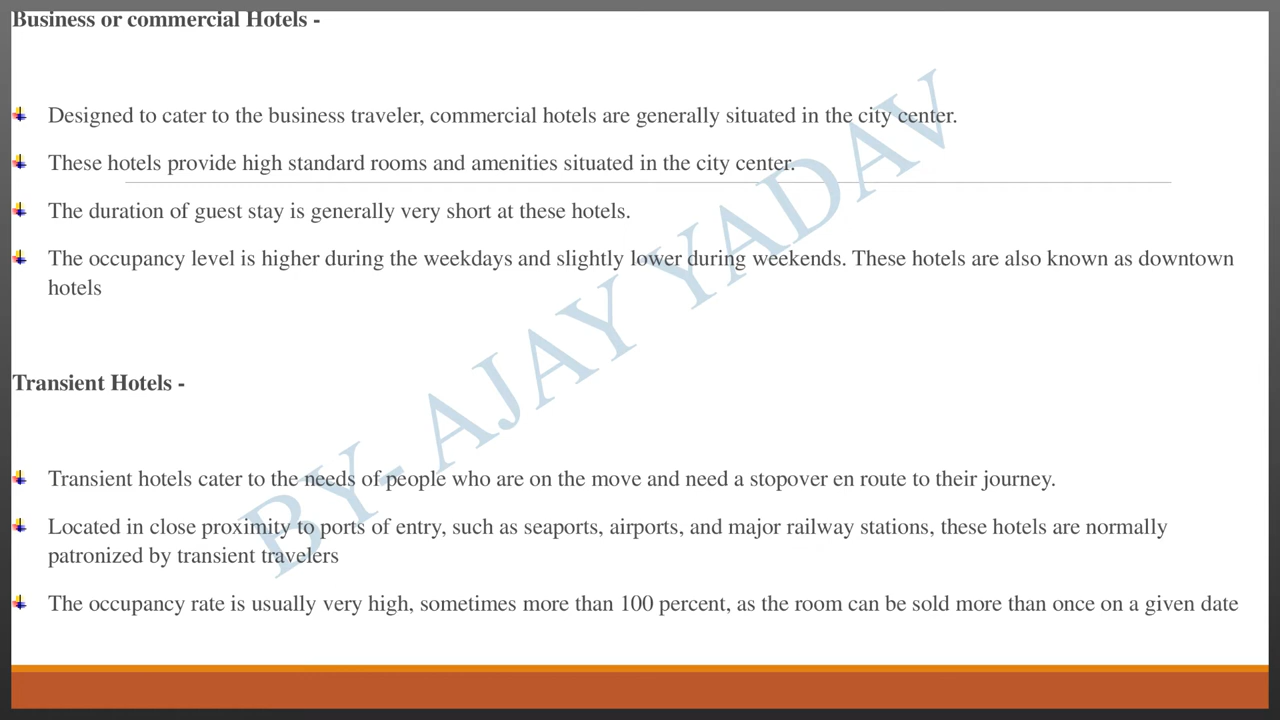 Business or commercial Hotels -
Designed to cater to the business traveler, commercial hotels are generally situated in the city center.
These hotels provide high standard rooms and amenities situated in the city center.
The duration of guest stay is generally very short at these hotels.
The occupancy level is higher during the weekdays and slightly lower during weekends. These hotels are also known as downtown
hotels
Transient Hotels -
Transient hotels cater to the needs of people who are on the move and need a stopover en route to their journey.
Located in close proximity to ports of entry, such as seaports, airports, and major railway stations, these hotels are normally
patronized by transient travelers
The occupancy rate is usually very high, sometimes more than 100 percent, as the room can be sold more than once on a given date
BY- AJAY YADAV